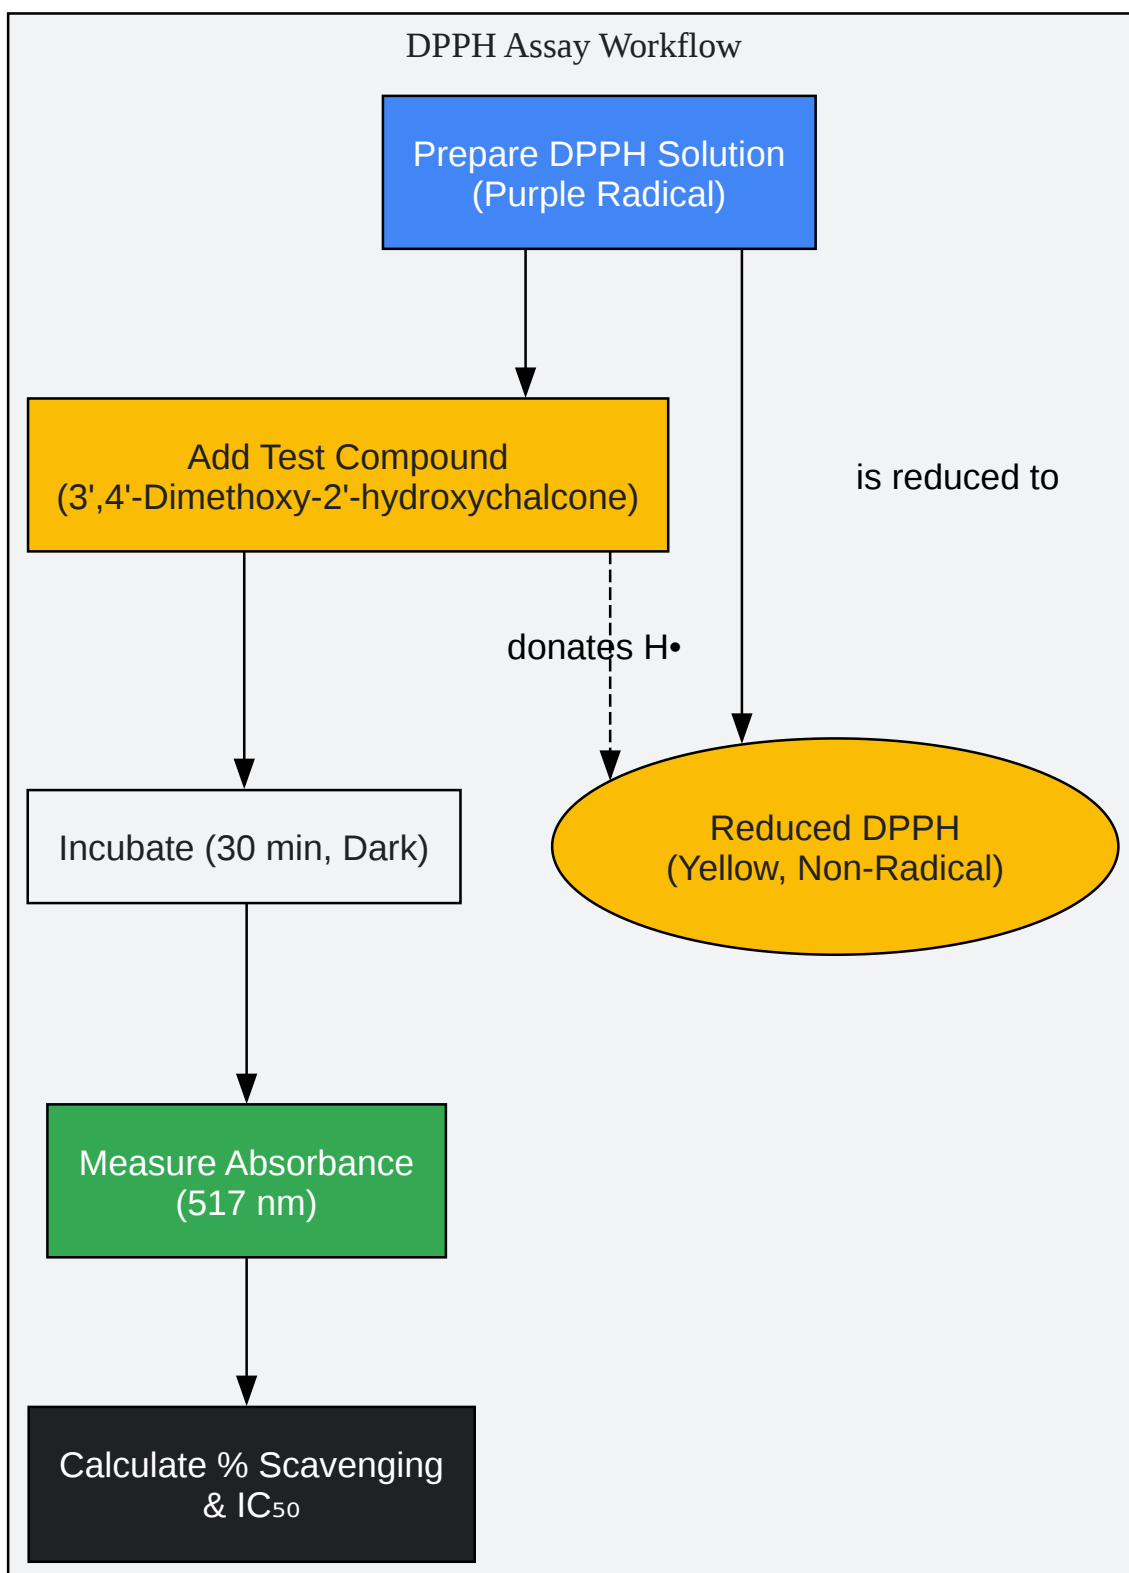 DPPH Assay Workflow
Prepare DPPH Solution
(Purple Radical)
Add Test Compound
(3',4'-Dimethoxy-2'-hydroxychalcone)
is reduced to
donates H•
Incubate (30 min, Dark)
Reduced DPPH
(Yellow, Non-Radical)
Measure Absorbance
(517 nm)
Calculate % Scavenging
& IC₅₀